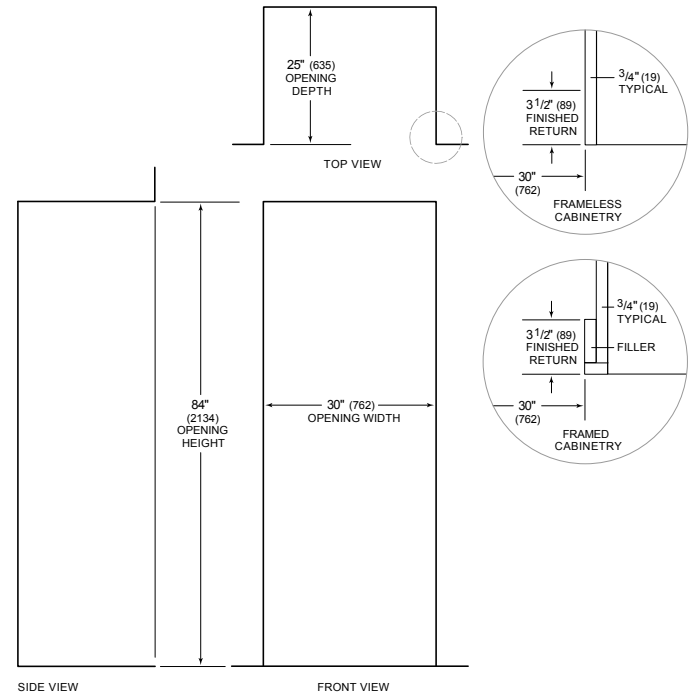 25" (635)
OPENING
DEPTH
TOP VIEW
3/4" (19)
TYPICAL
3 1/2" (89)
FINISHED
RETURN
30"
(762)
FRAMELESS
CABINETRY
3/4" (19)
TYPICAL
3 1/2" (89)
FINISHED
RETURN
FILLER
30"
(762)
FRAMED
CABINETRY
84"
(2134)
OPENING
HEIGHT
30" (762)
OPENING WIDTH
SIDE VIEW
FRONT VIEW